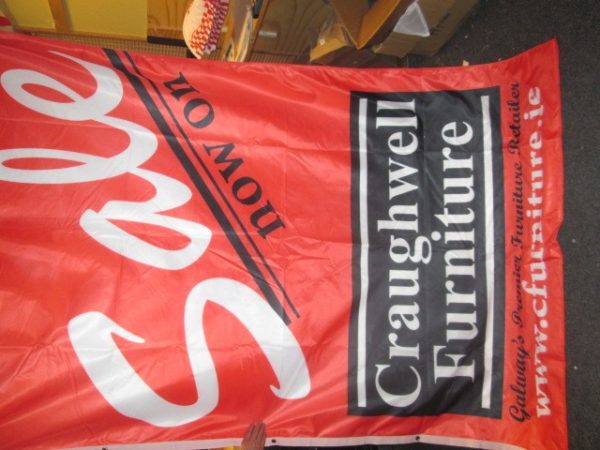 Sale
now on
Craughwell
Furniture
Galway's Premier Furniture Retailer
www.cfurniture.ie